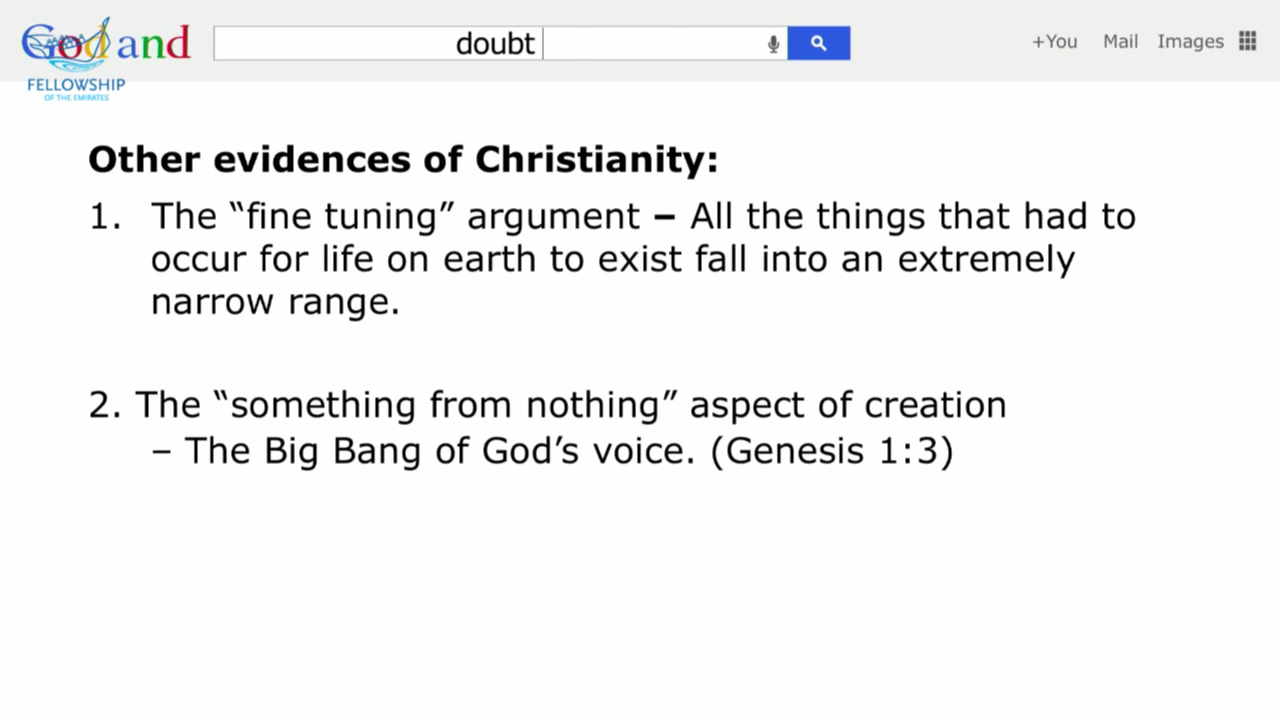 God and
doubt
+You Mail Images
FELLOWSHIP
OF THE EMIRATES
Other evidences of Christianity:
1. The “fine tuning” argument – All the things that had to
occur for life on earth to exist fall into an extremely
narrow range.
2. The “something from nothing” aspect of creation
– The Big Bang of God’s voice. (Genesis 1:3)